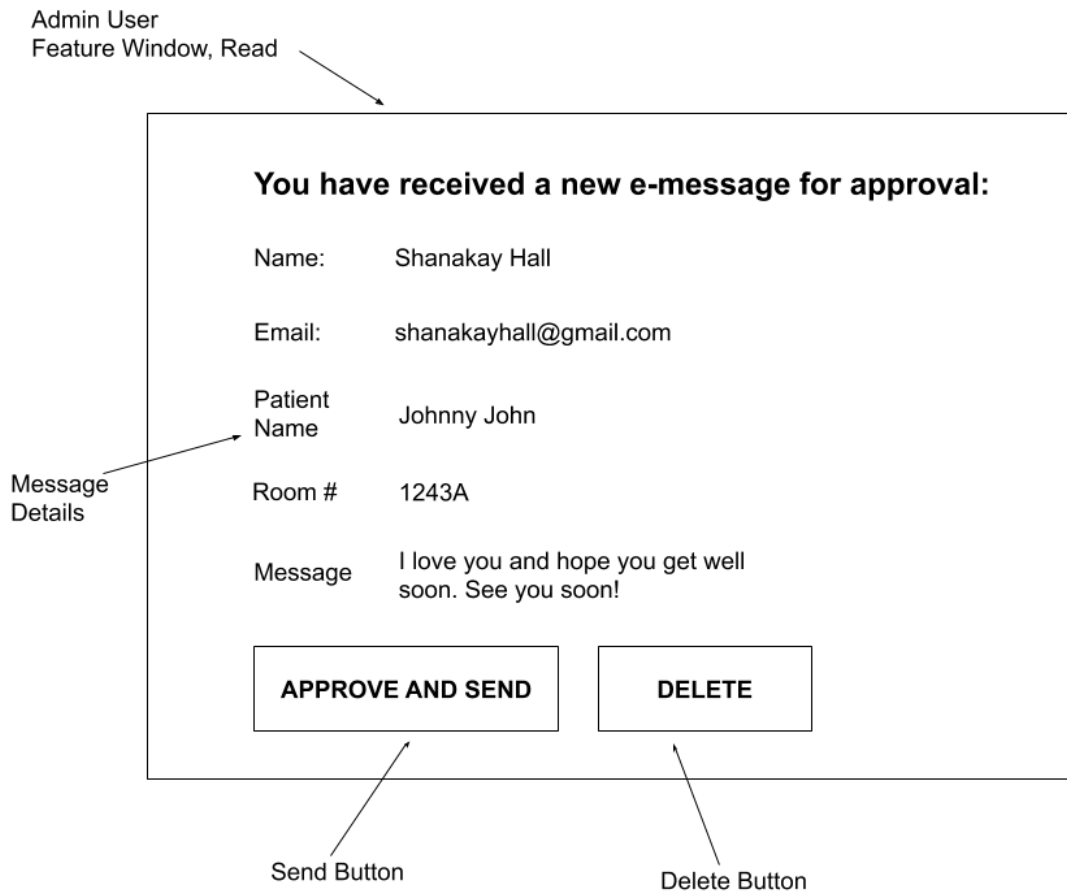 Admin User
Feature Window, Read
You have received a new e-message for approval:
Name: Shanakay Hall
Email: shanakayhall@gmail.com
Patient
Name
Johnny John
Message
Details
Room # 1243A
Message
I love you and hope you get well
soon. See you soon!
APPROVE AND SEND
DELETE
Send Button
Delete Button